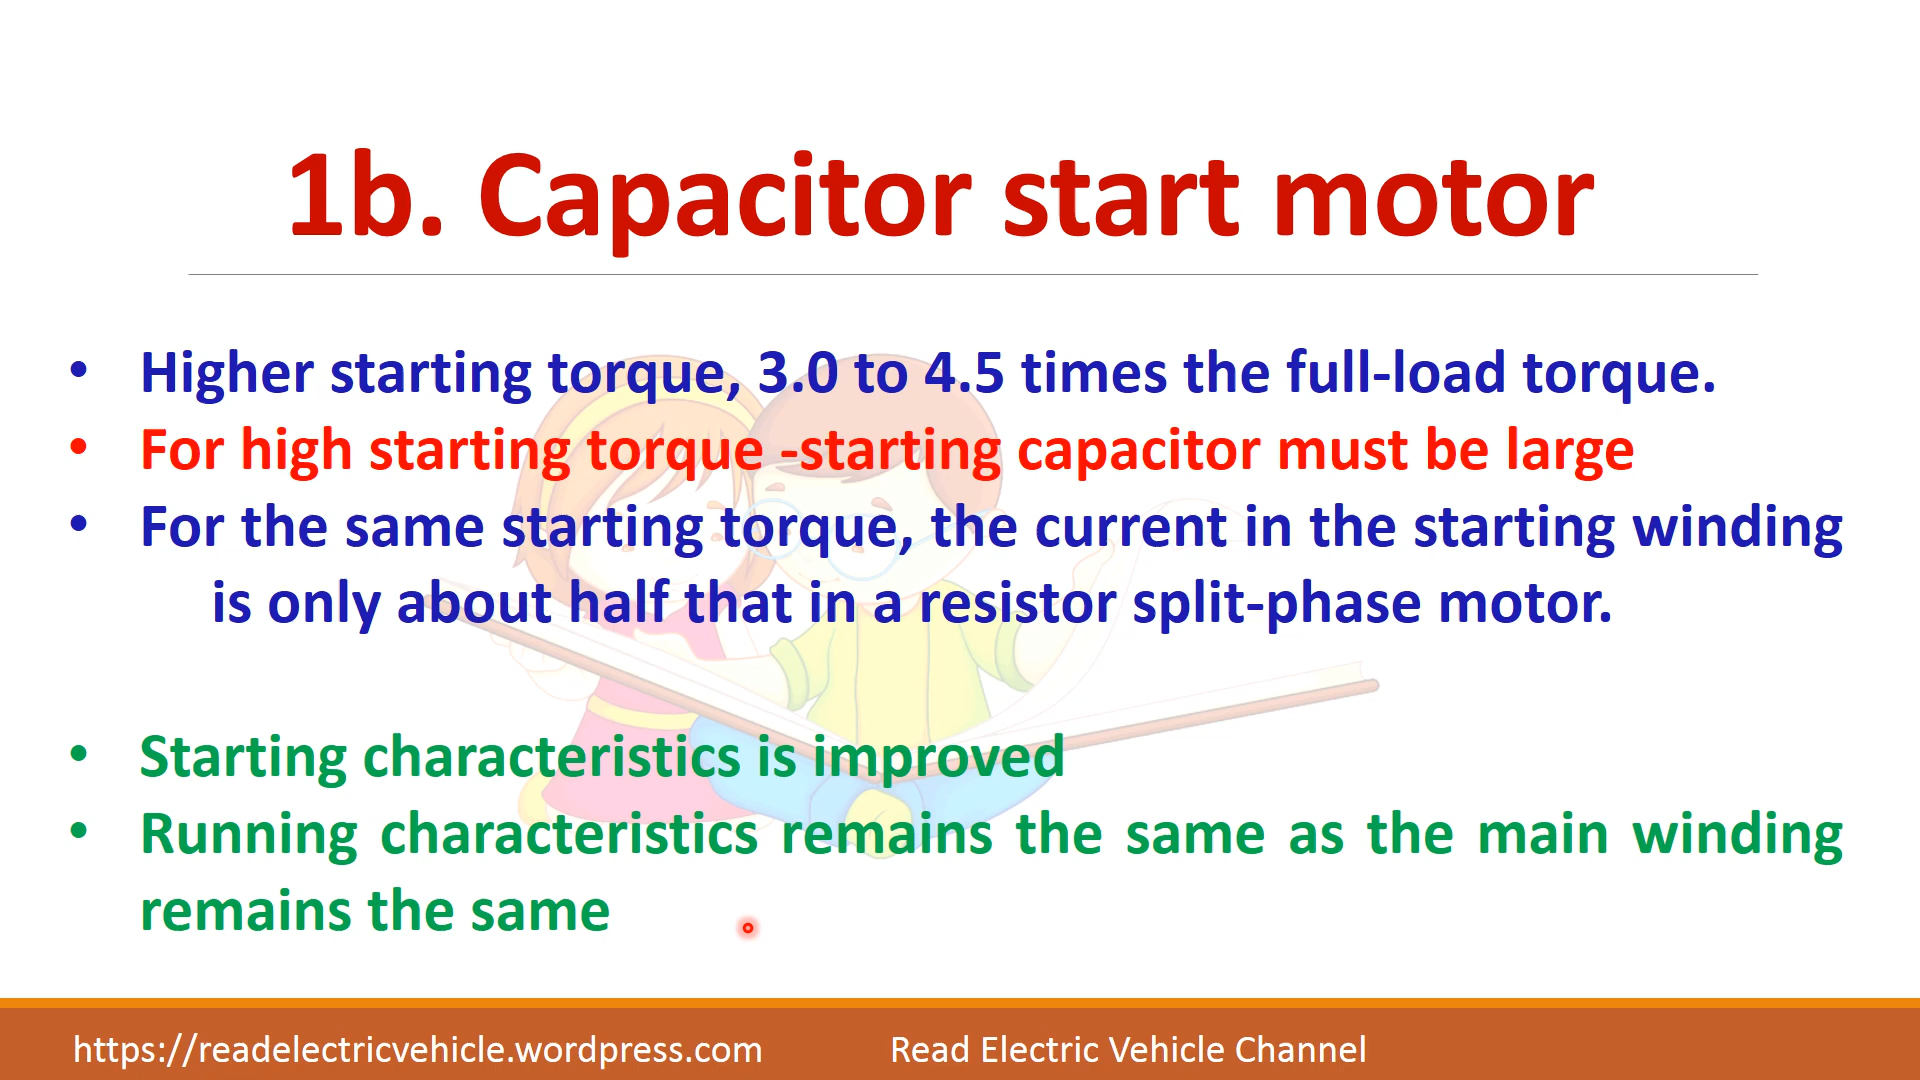 1b. Capacitor start motor
• Higher starting torque, 3.0 to 4.5 times the full-load torque.
• For high starting torque -starting capacitor must be large
• For the same starting torque, the current in the starting winding
is only about half that in a resistor split-phase motor.
• Starting characteristics is improved
• Running characteristics remains the same as the main winding
remains the same
https://readelectricvehicle.wordpress.com
Read Electric Vehicle Channel